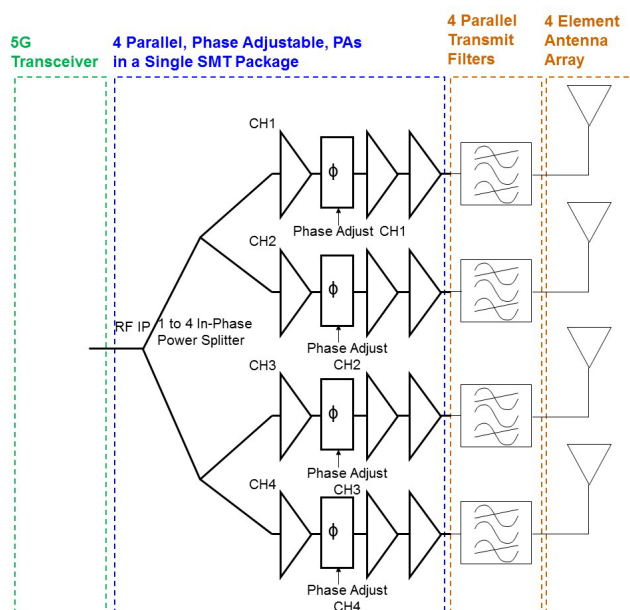 5G
Transceiver
4 Parallel, Phase Adjustable, PAs
in a Single SMT Package
4 Parallel
Transmit
Filters
4 Element
Antenna
Array
CH1
ϕ
Phase Adjust CH1
CH2
ϕ
Phase Adjust
CH2
RF IP
1 to 4 In-Phase
Power Splitter
CH3
ϕ
Phase Adjust
CH3
CH4
ϕ
Phase Adjust
CH4